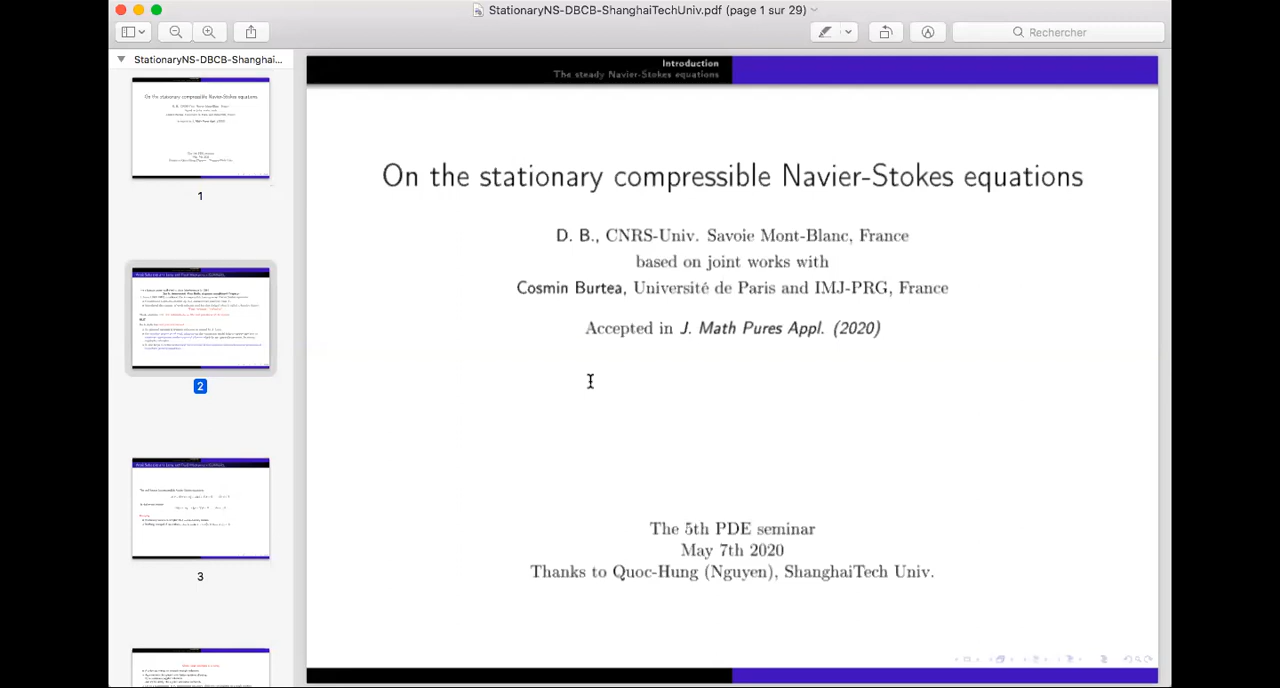 StationaryNS-DBCB-ShanghaiTechUniv.pdf (page 1 sur 29)
Rechercher
StationaryNS-DBCB-Shanghai...
1
2
3
Introduction
The steady Navier-Stokes equations
On the stationary compressible Navier-Stokes equations
D. B., CNRS-Univ. Savoie Mont-Blanc, France
based on joint works with
Cosmin Burtea, Université de Paris and IMJ-PRG, France
Accepted in J. Math Pures Appl. (2020)
The 5th PDE seminar
May 7th 2020
Thanks to Quoc-Hung (Nguyen), ShanghaiTech Univ.